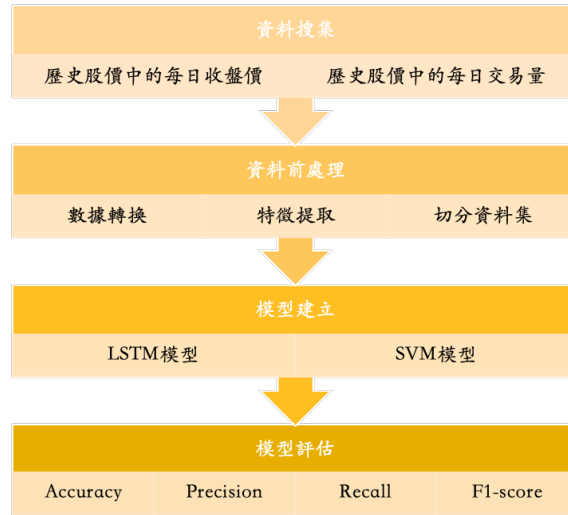 資料搜集
歷史股價中的每日收盤價 歷史股價中的每日交易量
資料前處理
數據轉換 特徵提取 切分資料集
模型建立
LSTM模型 SVM模型
模型評估
Accuracy Precision Recall F1-score